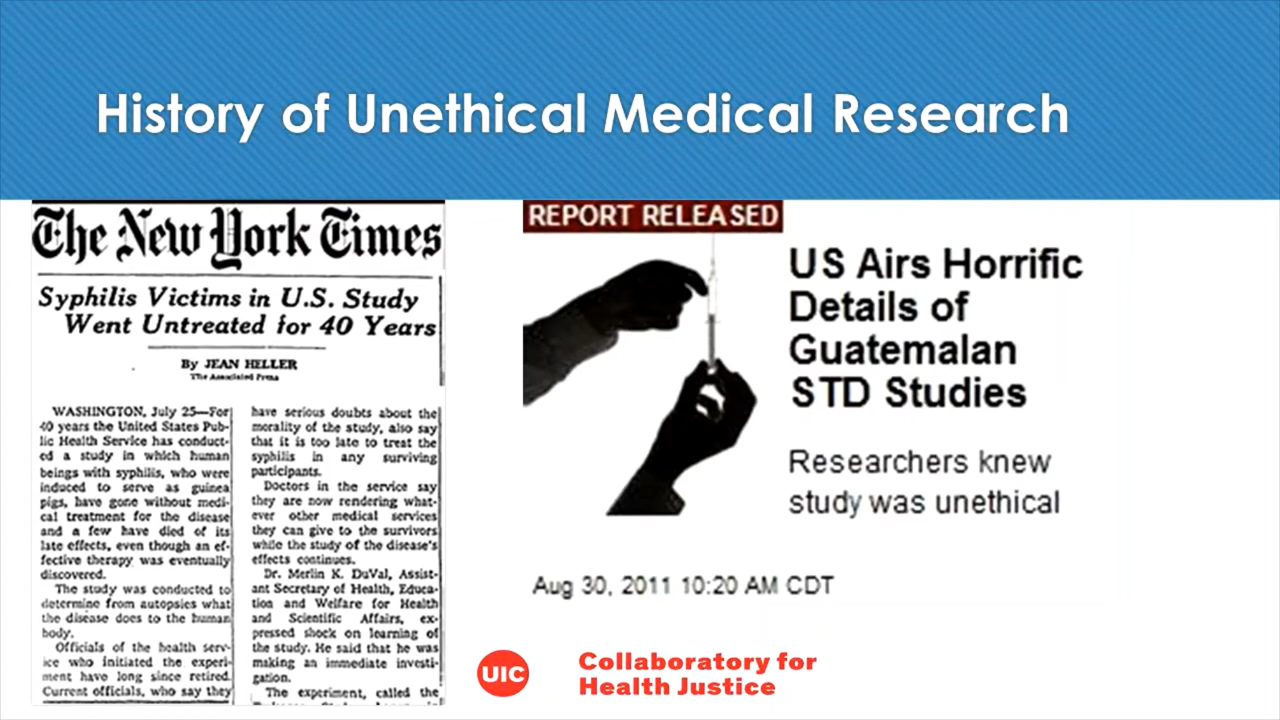 History of Unethical Medical Research
The New York Times
Syphilis Victims in U.S. Study
Went Untreated for 40 Years
By JEAN HELLER
The Associated Press
WASHINGTON, July 25—For
40 years the United States Pub-
lic Health Service has conduct-
ed a study in which human
beings with syphilis, who were
induced to serve as guinea
pigs, have gone without medi-
cal treatment for the disease
and a few have died of its
late effects, even though an ef-
fective therapy was eventually
discovered.
The study was conducted to
determine from autopsies what
the disease does to the human
body.
Officials of the health serv-
ice who initiated the experi-
ment have long since retired.
Current officials, who say they
have serious doubts about the
morality of the study, also say
that it is too late to treat the
syphilis in any surviving
participants.
Doctors in the service say
they are now rendering what-
ever other medical services
they can give to the survivors
while the study of the disease's
effects continues.
Dr. Merlin K. DuVal, Assist-
ant Secretary of Health, Educa-
tion and Welfare for Health
and Scientific Affairs, ex-
pressed shock on learning of
the study. He said that he was
making an immediate investi-
gation.
The experiment, called the
REPORT RELEASED
US Airs Horrific
Details of
Guatemalan
STD Studies
Researchers knew
study was unethical
Aug 30, 2011 10:20 AM CDT
UIC
Collaboratory for
Health Justice